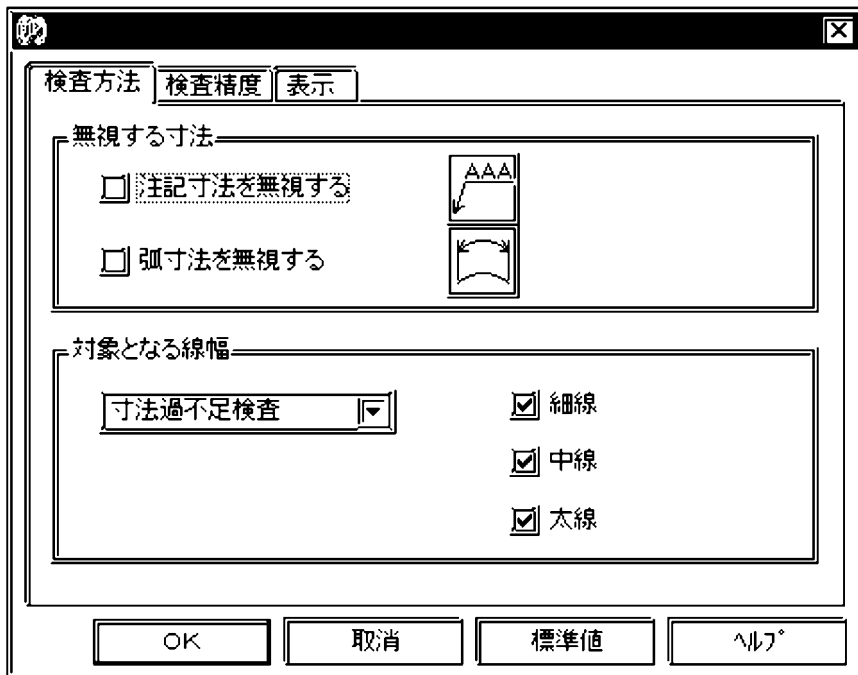 検査方法 検査精度 表示
無視する寸法
注記寸法を無視する
AAA
弧寸法を無視する
対象となる線幅
寸法過不足検査
細線
中線
太線
OK 取消 標準値 ﾍﾙﾌﾟ